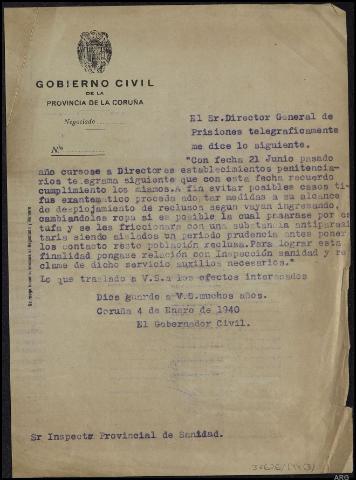 GOBIERNO CIVIL
DE LA
PROVINCIA DE LA CORUÑA
Negociado
N.º
El Sr.Director General de
Prisiones telegraficamente
me dice lo siguiente.
"Con fecha 21 Junio pasado
año cursose a Directores establecimientos penitencia-
rios telegrama siguiente que con esta fecha recuerdo
cumplimiento los mismos.A fin evitar posibles casos ti-
fus exantematico proceda adoptar medidas a su alcance
de despiojamiento de reclusos segun vayan ingresando,
cambiandoles ropa si es posible la cual pasarase por es
tufa y se les friccionara con una substancia antiparasi
taria siendo aislados un periodo prudencia antes poner
los contacto resto población reclusa.Para lograr esta
finalidad pongase relación con Inspección sanidad y re
clame de dicho servicio auxilios necesarios."
Lo que traslado a V.S.a los efectos interesados
Dios guarde a V.S.muchos años.
Coruña 4 de Enero de 1940
El Gobernador Civil.
Sr Inspector Provincial de Sanidad.
ARG